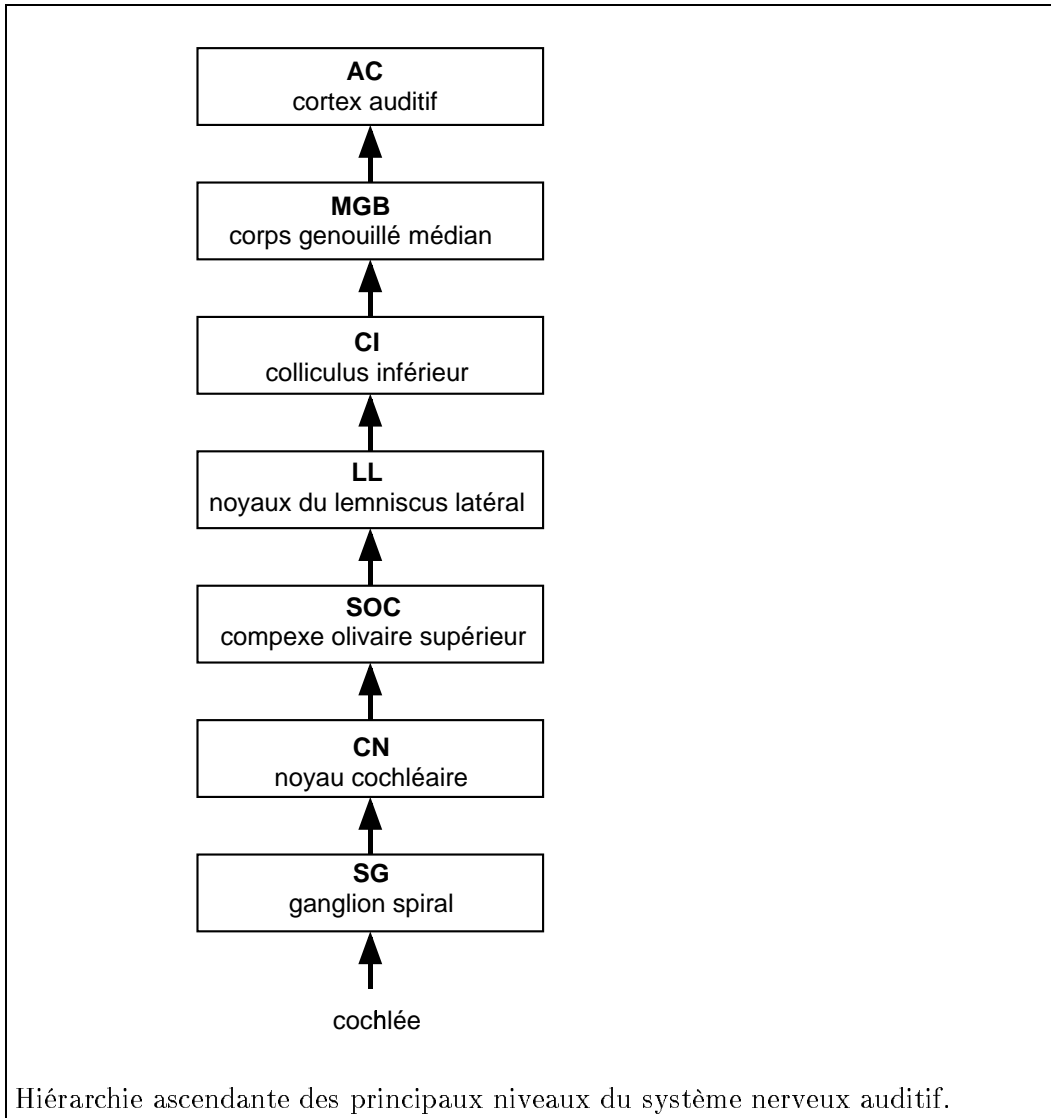 AC
cortex auditif
MGB
corps genouillé médian
CI
colliculus inférieur
LL
noyaux du lemniscus latéral
SOC
compexe olivaire supérieur
CN
noyau cochléaire
SG
ganglion spiral
cochlée
Hiérarchie ascendante des principaux niveaux du système nerveux auditif.